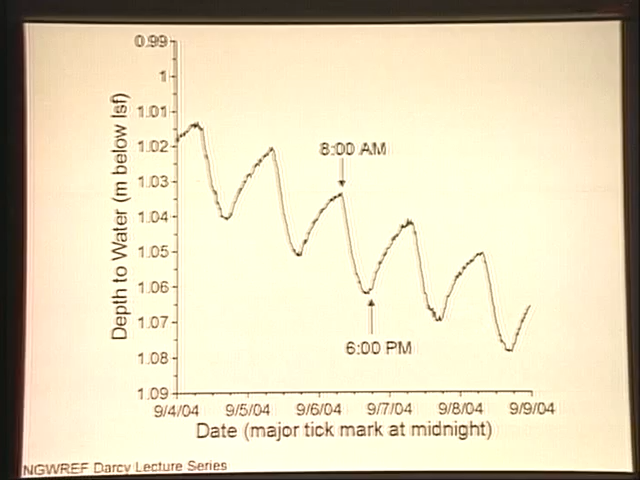 0.99
1
1.01
1.02
1.03
1.04
1.05
1.06
1.07
1.08
1.09
Depth to Water (m below lsf)
8:00 AM
6:00 PM
9/4/04 9/5/04 9/6/04 9/7/04 9/8/04 9/9/04
Date (major tick mark at midnight)
NGWREF Darcy Lecture Series